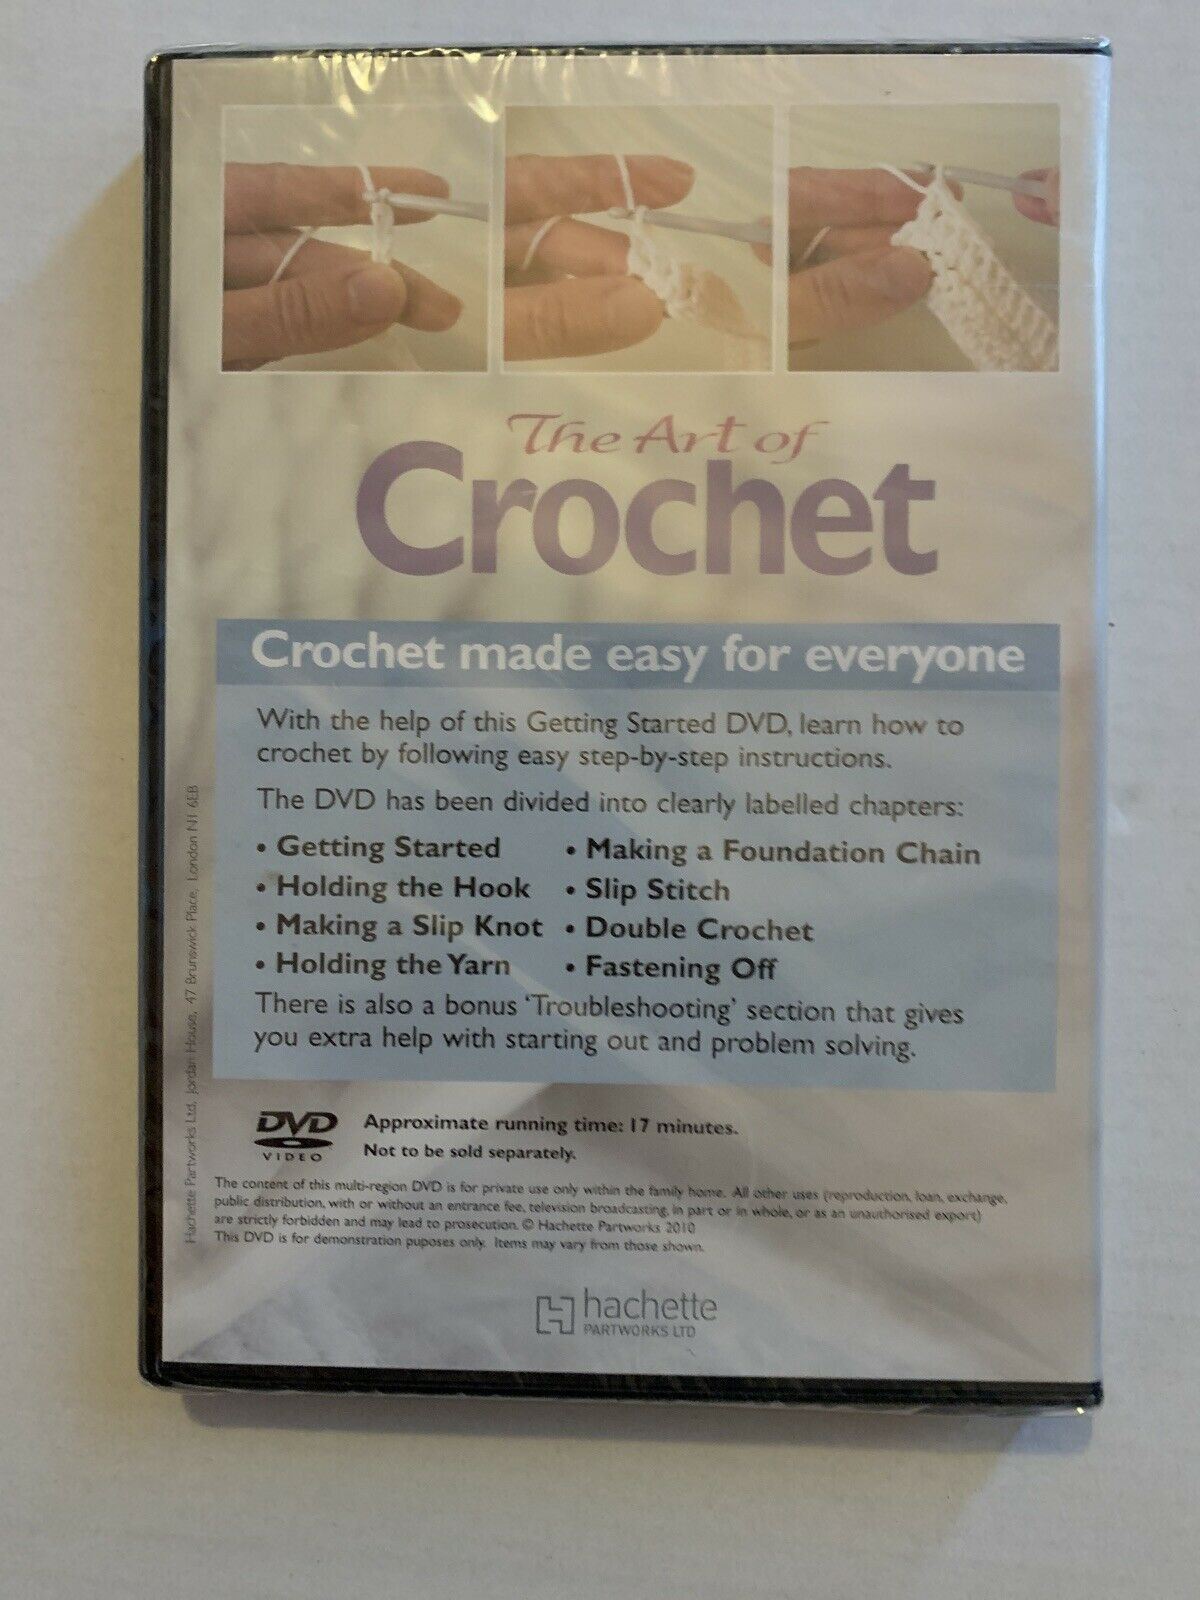 The Art of
Crochet
Crochet made easy for everyone
With the help of this Getting Started DVD, learn how to
crochet by following easy step-by-step instructions.
The DVD has been divided into clearly labelled chapters:
• Getting Started
• Holding the Hook
• Making a Slip Knot
• Holding the Yarn
• Making a Foundation Chain
• Slip Stitch
• Double Crochet
• Fastening Off
There is also a bonus ‘Troubleshooting’ section that gives
you extra help with starting out and problem solving.
DVD
VIDEO
Approximate running time: 17 minutes.
Not to be sold separately.
The content of this multi-region DVD is for private use only within the family home. All other uses (reproduction, loan, exchange,
public distribution, with or without an entrance fee, television broadcasting, in part or in whole, or as an unauthorised export)
are strictly forbidden and may lead to prosecution. © Hachette Partworks 2010
This DVD is for demonstration puposes only. Items may vary from those shown.
hachette
PARTWORKS LTD
Hachette Partworks Ltd, Jordan House, 47 Brunswick Place, London N1 6EB